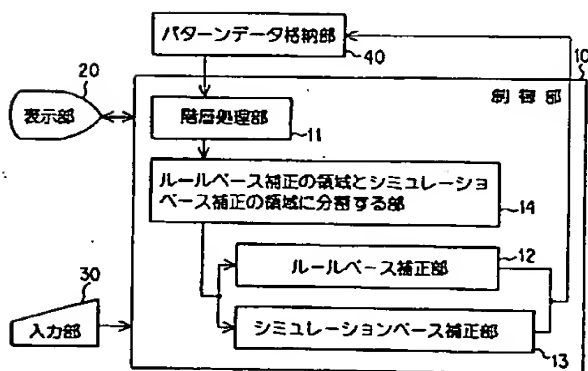 パターンデータ格納部
40
10
20
制御部
表示部
階層処理部
11
ルールベース補正の領域とシミュレーショ
ンベース補正の領域に分割する部
14
12
ルールベース補正部
30
入力部
シミュレーションベース補正部
13